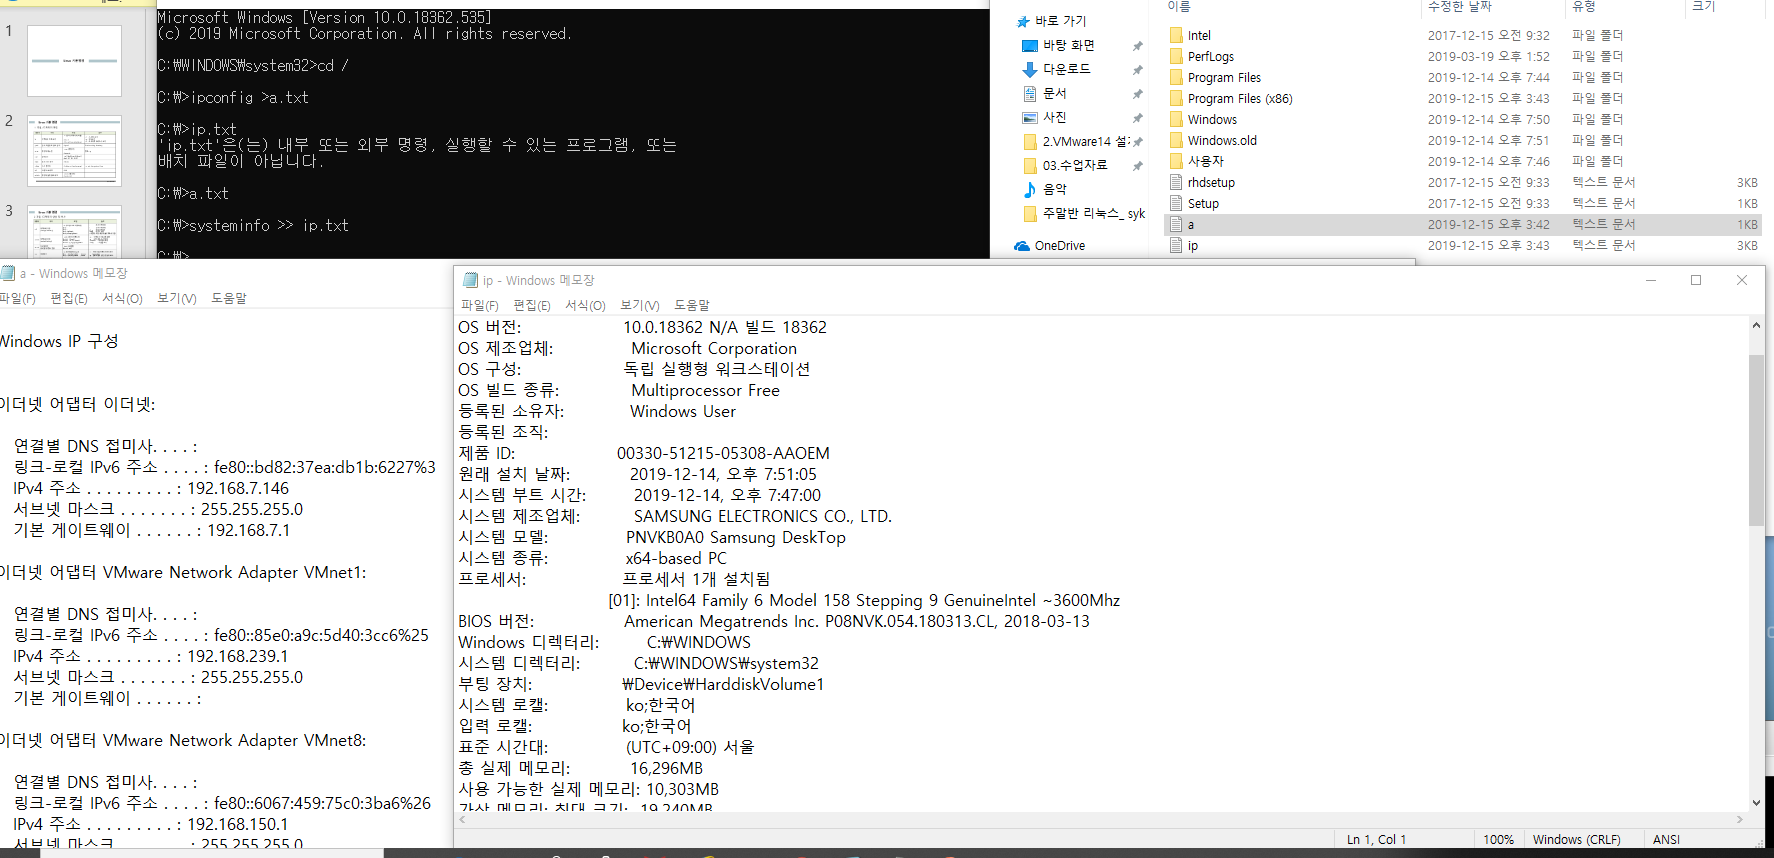 1
2
3
Microsoft Windows [Version 10.0.18362.535]
(c) 2019 Microsoft Corporation. All rights reserved.
C:\WINDOWS\system32>cd /
C:\>ipconfig >a.txt
C:\>ip.txt
'ip.txt'은(는) 내부 또는 외부 명령, 실행할 수 있는 프로그램, 또는
배치 파일이 아닙니다.
C:\>a.txt
C:\>systeminfo >> ip.txt
C:\>
바로 가기
바탕 화면
다운로드
문서
사진
2.VMware14 설
03.수업자료
음악
주말반 리눅스_ syk
OneDrive
이름 수정한 날짜 유형 크기
Intel 2017-12-15 오전 9:32 파일 폴더
PerfLogs 2019-03-19 오후 1:52 파일 폴더
Program Files 2019-12-14 오후 7:44 파일 폴더
Program Files (x86) 2019-12-15 오후 3:43 파일 폴더
Windows 2019-12-14 오후 7:50 파일 폴더
Windows.old 2019-12-14 오후 7:51 파일 폴더
사용자 2019-12-14 오후 7:46 파일 폴더
rhdsetup 2017-12-15 오전 9:33 텍스트 문서 3KB
Setup 2017-12-15 오전 9:33 텍스트 문서 1KB
a 2019-12-15 오후 3:42 텍스트 문서 1KB
ip 2019-12-15 오후 3:43 텍스트 문서 3KB
a - Windows 메모장
파일(F) 편집(E) 서식(O) 보기(V) 도움말
Windows IP 구성
이더넷 어댑터 이더넷:
연결별 DNS 접미사. . . . :
링크-로컬 IPv6 주소 . . . . : fe80::bd82:37ea:db1b:6227%3
IPv4 주소 . . . . . . . . . : 192.168.7.146
서브넷 마스크 . . . . . . . : 255.255.255.0
기본 게이트웨이 . . . . . . : 192.168.7.1
이더넷 어댑터 VMware Network Adapter VMnet1:
연결별 DNS 접미사. . . . :
링크-로컬 IPv6 주소 . . . . : fe80::85e0:a9c:5d40:3cc6%25
IPv4 주소 . . . . . . . . . : 192.168.239.1
서브넷 마스크 . . . . . . . : 255.255.255.0
기본 게이트웨이 . . . . . . :
이더넷 어댑터 VMware Network Adapter VMnet8:
연결별 DNS 접미사. . . . :
링크-로컬 IPv6 주소 . . . . : fe80::6067:459:75c0:3ba6%26
IPv4 주소 . . . . . . . . . : 192.168.150.1
서브넷 마스크 . . . . . . . : 255.255.255.0
ip - Windows 메모장
파일(F) 편집(E) 서식(O) 보기(V) 도움말
OS 버전: 10.0.18362 N/A 빌드 18362
OS 제조업체: Microsoft Corporation
OS 구성: 독립 실행형 워크스테이션
OS 빌드 종류: Multiprocessor Free
등록된 소유자: Windows User
등록된 조직:
제품 ID: 00330-51215-05308-AAOEM
원래 설치 날짜: 2019-12-14, 오후 7:51:05
시스템 부트 시간: 2019-12-14, 오후 7:47:00
시스템 제조업체: SAMSUNG ELECTRONICS CO., LTD.
시스템 모델: PNVKB0A0 Samsung DeskTop
시스템 종류: x64-based PC
프로세서: 프로세서 1개 설치됨
[01]: Intel64 Family 6 Model 158 Stepping 9 GenuineIntel ~3600Mhz
BIOS 버전: American Megatrends Inc. P08NVK.054.180313.CL, 2018-03-13
Windows 디렉터리: C:\WINDOWS
시스템 디렉터리: C:\WINDOWS\system32
부팅 장치: \Device\HarddiskVolume1
시스템 로캘: ko;한국어
입력 로캘: ko;한국어
표준 시간대: (UTC+09:00) 서울
총 실제 메모리: 16,296MB
사용 가능한 실제 메모리: 10,303MB
가상 메모리: 최대 크기: 19,240MB
Ln 1, Col 1 100% Windows (CRLF) ANSI